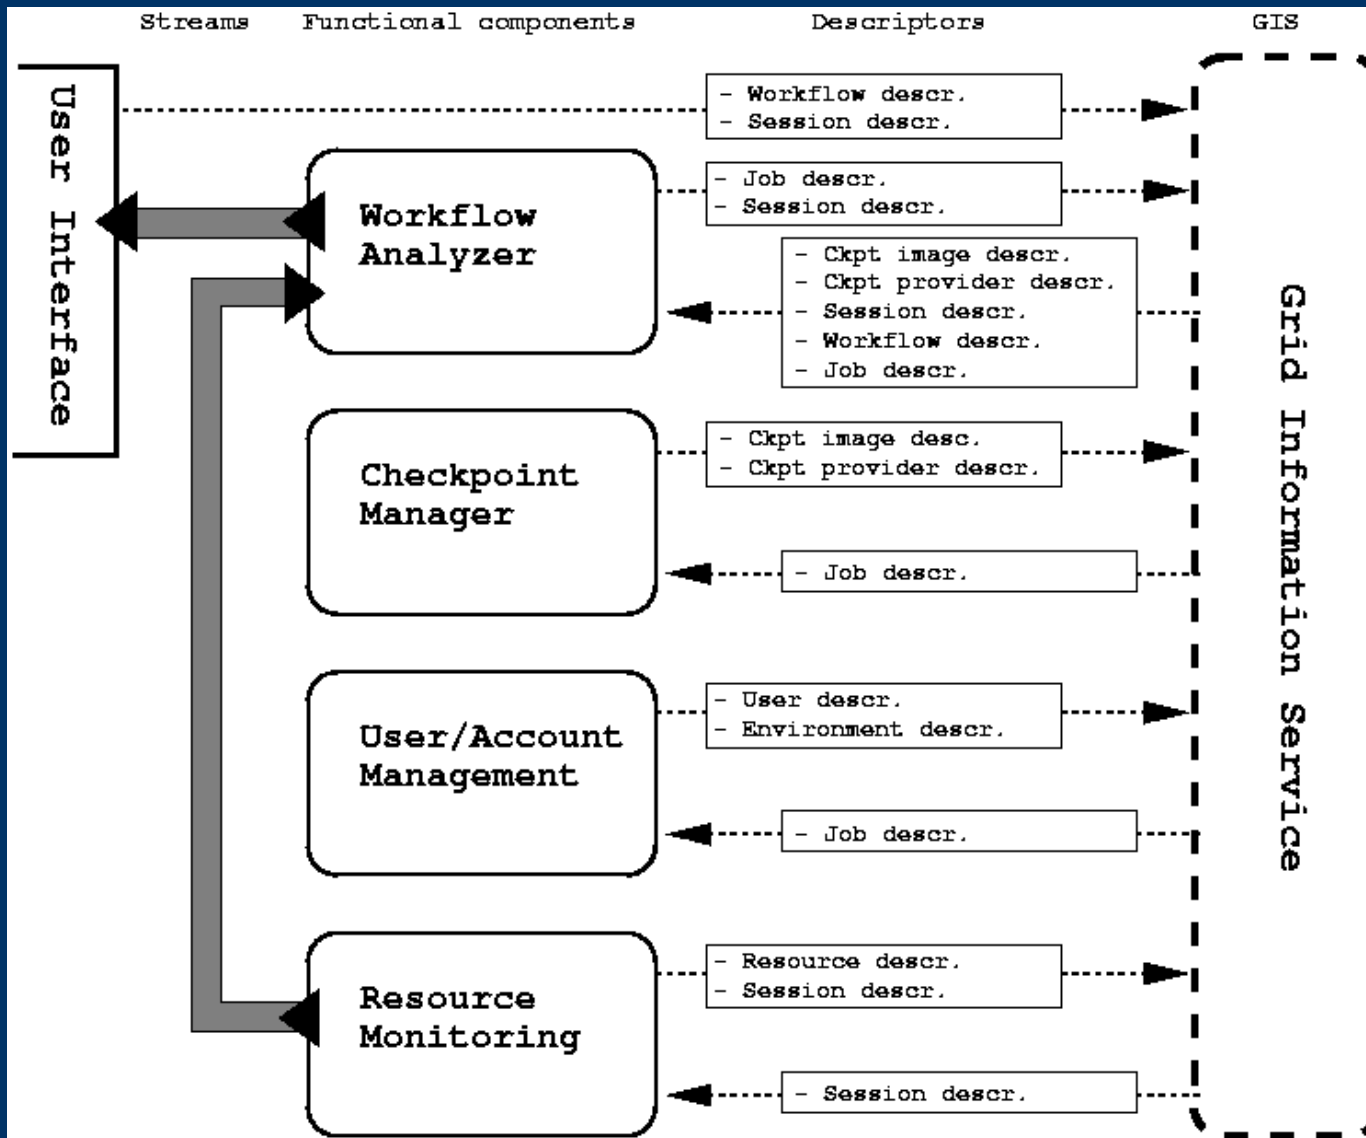 Streams Functional components Descriptors GIS
User Interface
- Workflow descr.
- Session descr.
Workflow
Analyzer
- Job descr.
- Session descr.
- Ckpt image descr.
- Ckpt provider descr.
- Session descr.
- Workflow descr.
- Job descr.
Checkpoint
Manager
- Ckpt image desc.
- Ckpt provider descr.
- Job descr.
User/Account
Management
- User descr.
- Environment descr.
- Job descr.
Resource
Monitoring
- Resource descr.
- Session descr.
- Session descr.
Grid Information Service